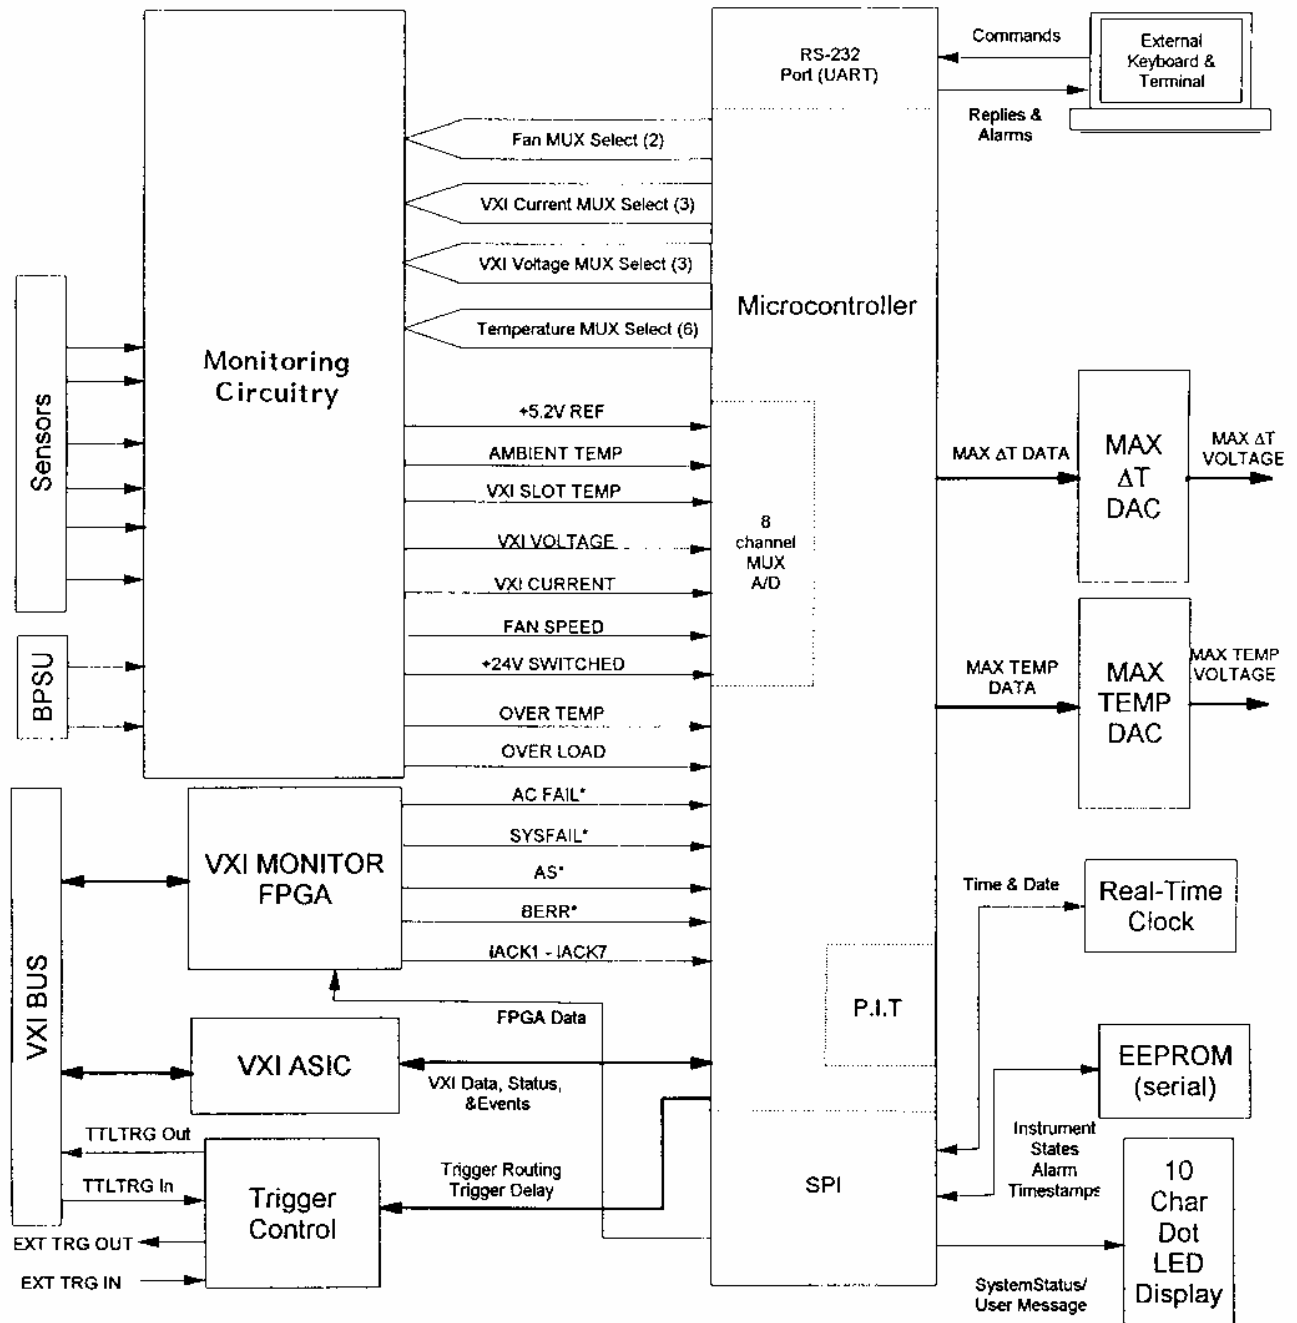 RS-232
Port (UART)
Commands
External
Keyboard &
Terminal
Replies &
Alarms
Fan MUX Select (2)
VXI Current MUX Select (3)
VXI Voltage MUX Select (3)
Temperature MUX Select (6)
Microcontroller
Monitoring
Circuitry
Sensors
BPSU
+5.2V REF
AMBIENT TEMP
VXI SLOT TEMP
VXI VOLTAGE
VXI CURRENT
FAN SPEED
+24V SWITCHED
OVER TEMP
OVER LOAD
8
channel
MUX
A/D
MAX ΔT DATA
MAX
ΔT
DAC
MAX ΔT
VOLTAGE
MAX TEMP
DATA
MAX
TEMP
DAC
MAX TEMP
VOLTAGE
VXI BUS
VXI MONITOR
FPGA
AC FAIL*
SYSFAIL*
AS*
BERR*
IACK1 - IACK7
FPGA Data
Time & Date
Real-Time
Clock
P.I.T
VXI ASIC
VXI Data, Status,
&Events
EEPROM
(serial)
Instrument
States
Alarm
Timestamps
TTLTRG Out
TTLTRG In
EXT TRG OUT
EXT TRG IN
Trigger
Control
Trigger Routing
Trigger Delay
SPI
10
Char
Dot
LED
Display
SystemStatus/
User Message